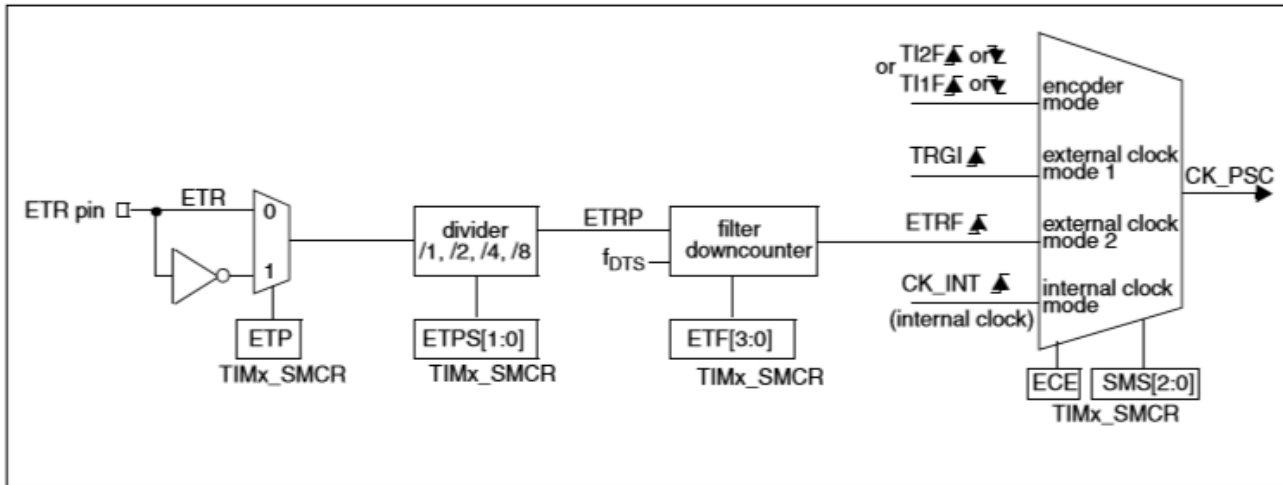 or TI2F or
TI1F or
encoder
mode
TRGI
external clock
mode 1
CK_PSC
ETR pin
ETR
0
1
divider
/1, /2, /4, /8
ETRP
fDTS
filter
downcounter
ETRF
external clock
mode 2
CK_INT
internal clock
mode
(internal clock)
ETP
TIMx_SMCR
ETPS[1:0]
TIMx_SMCR
ETF[3:0]
TIMx_SMCR
ECE
SMS[2:0]
TIMx_SMCR